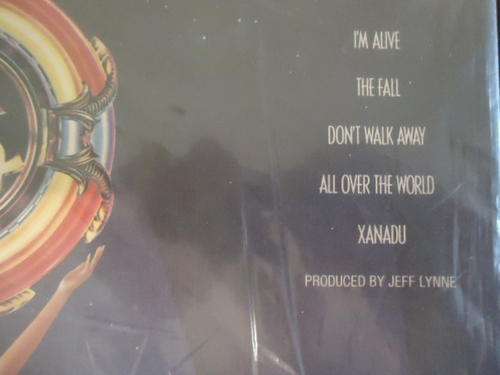 I'M ALIVE
THE FALL
DON'T WALK AWAY
ALL OVER THE WORLD
XANADU
PRODUCED BY JEFF LYNNE